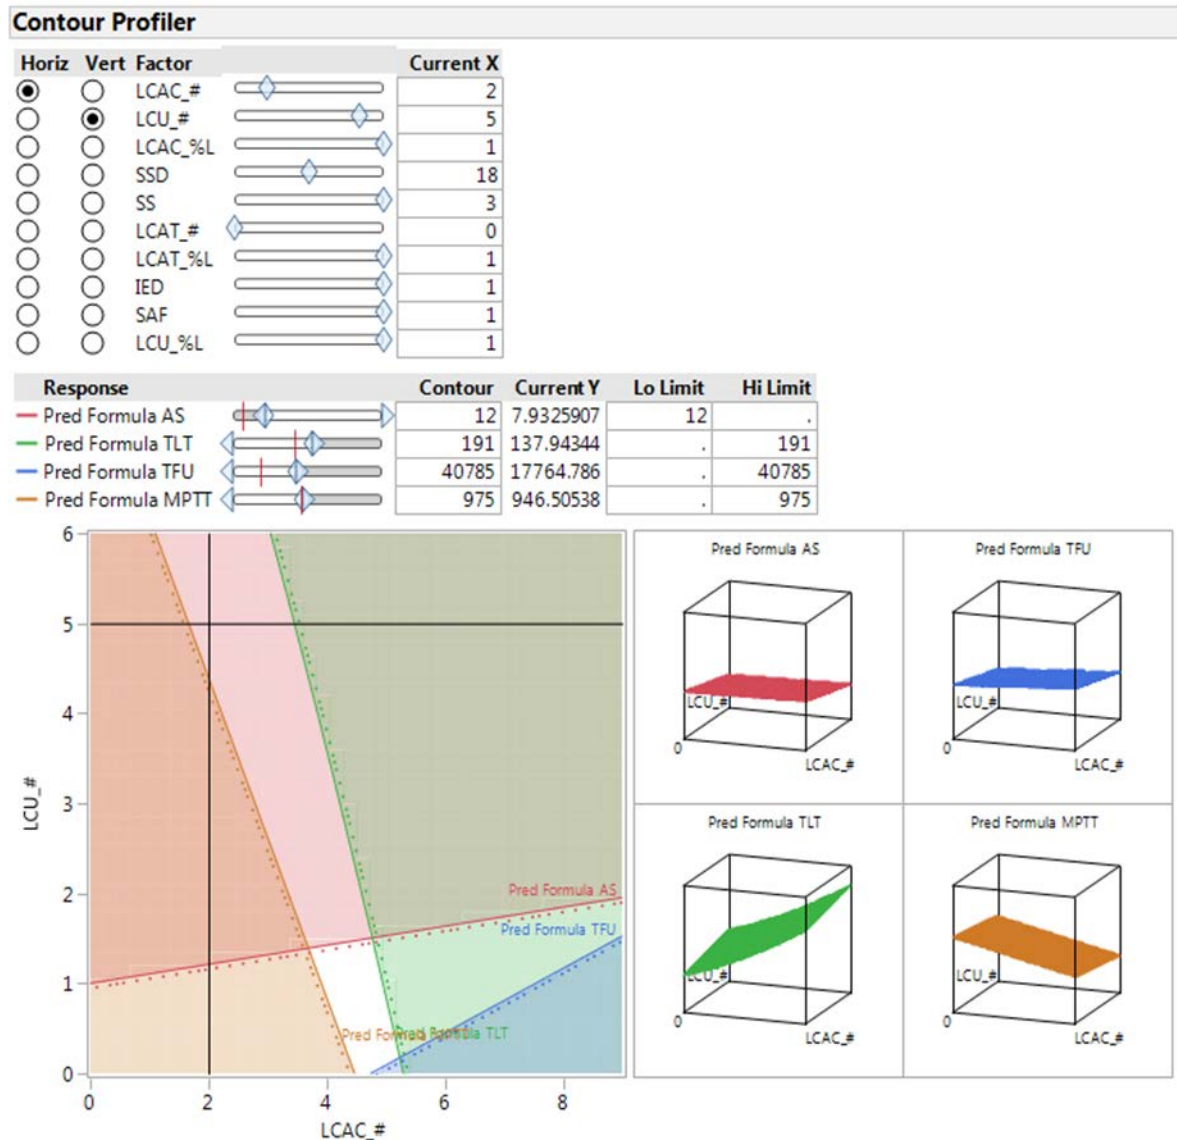 Contour Profiler
Horiz Vert Factor Current X
LCAC_# 2
LCU_# 5
LCAC_%L 1
SSD 18
SS 3
LCAT_# 0
LCAT_%L 1
IED 1
SAF 1
LCU_%L 1
Response Contour Current Y Lo Limit Hi Limit
Pred Formula AS 12 7.9325907 12 .
Pred Formula TLT 191 137.94344 . 191
Pred Formula TFU 40785 17764.786 . 40785
Pred Formula MPTT 975 946.50538 . 975
6
5
4
3
2
1
0
LCU_#
Pred Formula AS
Pred Formula TFU
Pred Formula TLT
0 2 4 6 8
LCAC_#
Pred Formula AS
LCU_#
0
LCAC_#
Pred Formula TFU
LCU_#
0
LCAC_#
Pred Formula TLT
LCU_#
0
LCAC_#
Pred Formula MPTT
LCU_#
0
LCAC_#